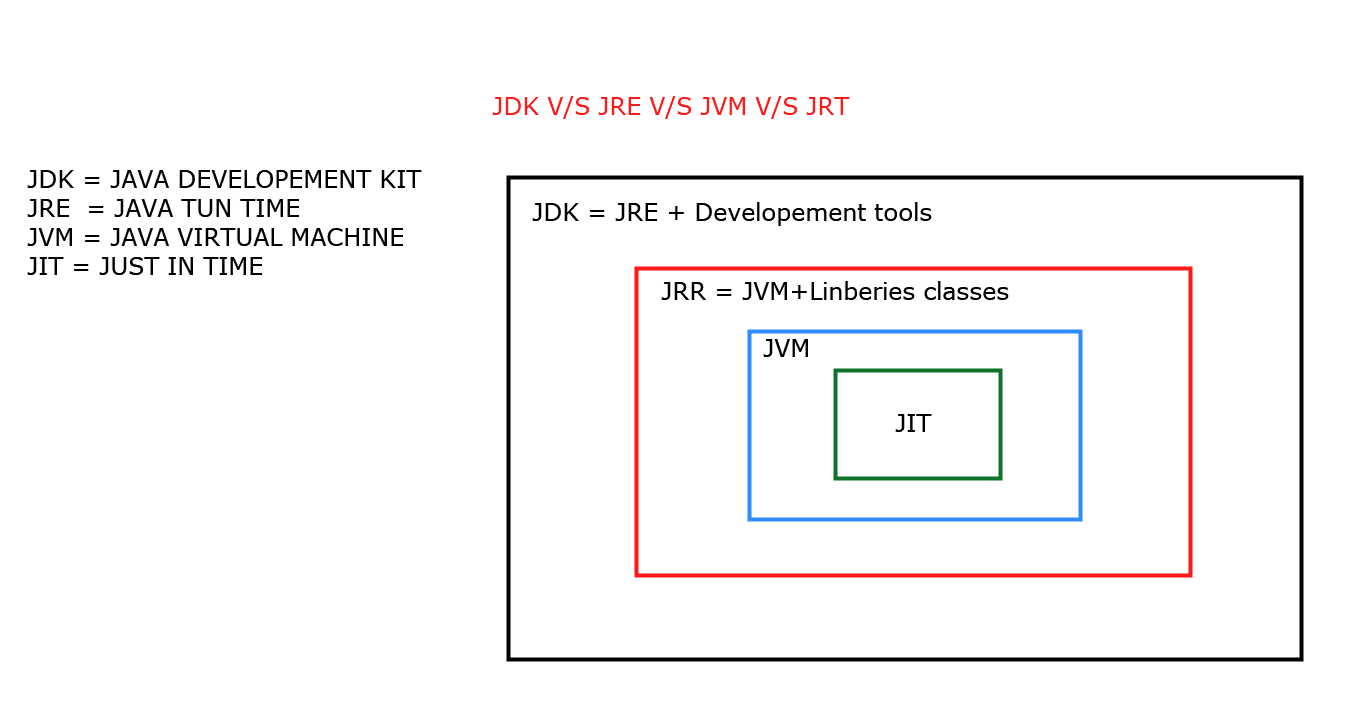 JDK V/S JRE V/S JVM V/S JRT
JDK = JAVA DEVELOPEMENT KIT
JRE  = JAVA TUN TIME
JVM = JAVA VIRTUAL MACHINE
JIT = JUST IN TIME
JDK = JRE + Developement tools
JRR = JVM+Linberies classes
JVM
JIT